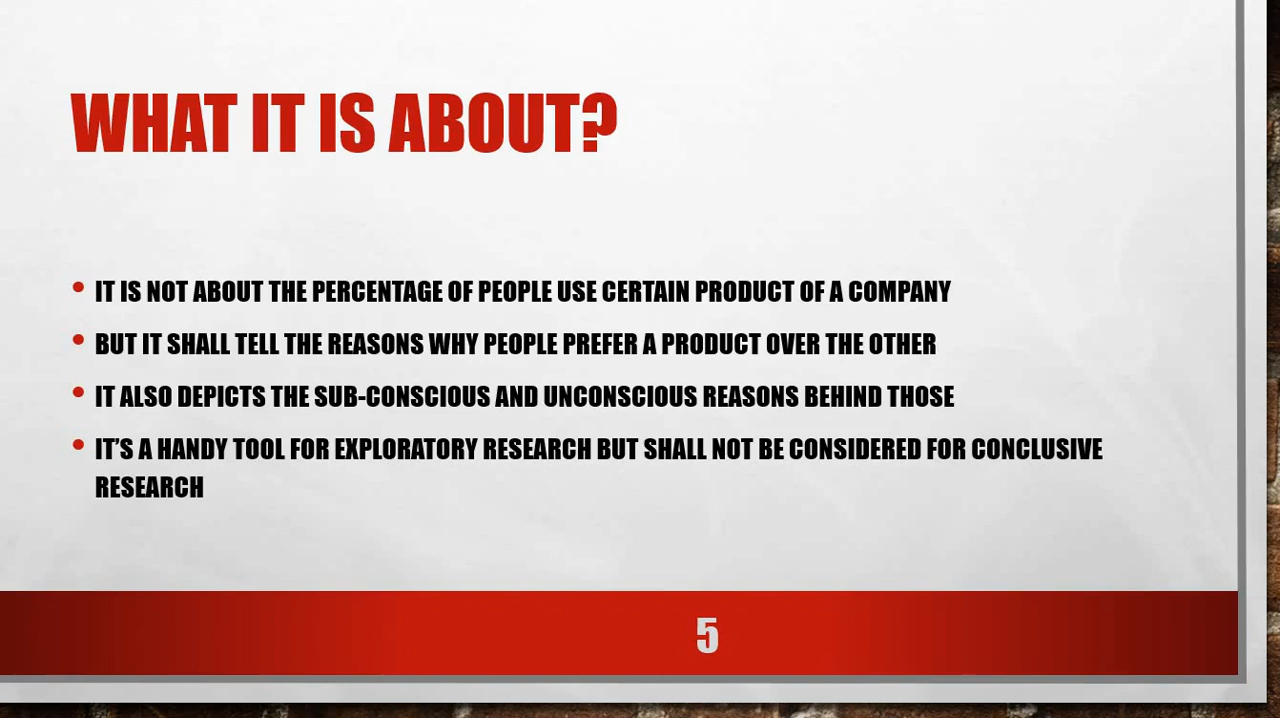 WHAT IT IS ABOUT?
• IT IS NOT ABOUT THE PERCENTAGE OF PEOPLE USE CERTAIN PRODUCT OF A COMPANY
• BUT IT SHALL TELL THE REASONS WHY PEOPLE PREFER A PRODUCT OVER THE OTHER
• IT ALSO DEPICTS THE SUB-CONSCIOUS AND UNCONSCIOUS REASONS BEHIND THOSE
• IT’S A HANDY TOOL FOR EXPLORATORY RESEARCH BUT SHALL NOT BE CONSIDERED FOR CONCLUSIVE
RESEARCH
5